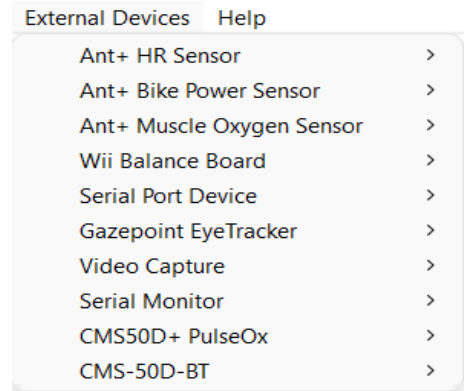 External Devices Help
Ant+ HR Sensor >
Ant+ Bike Power Sensor >
Ant+ Muscle Oxygen Sensor >
Wii Balance Board >
Serial Port Device >
Gazepoint EyeTracker >
Video Capture >
Serial Monitor >
CMS50D+ PulseOx >
CMS-50D-BT >